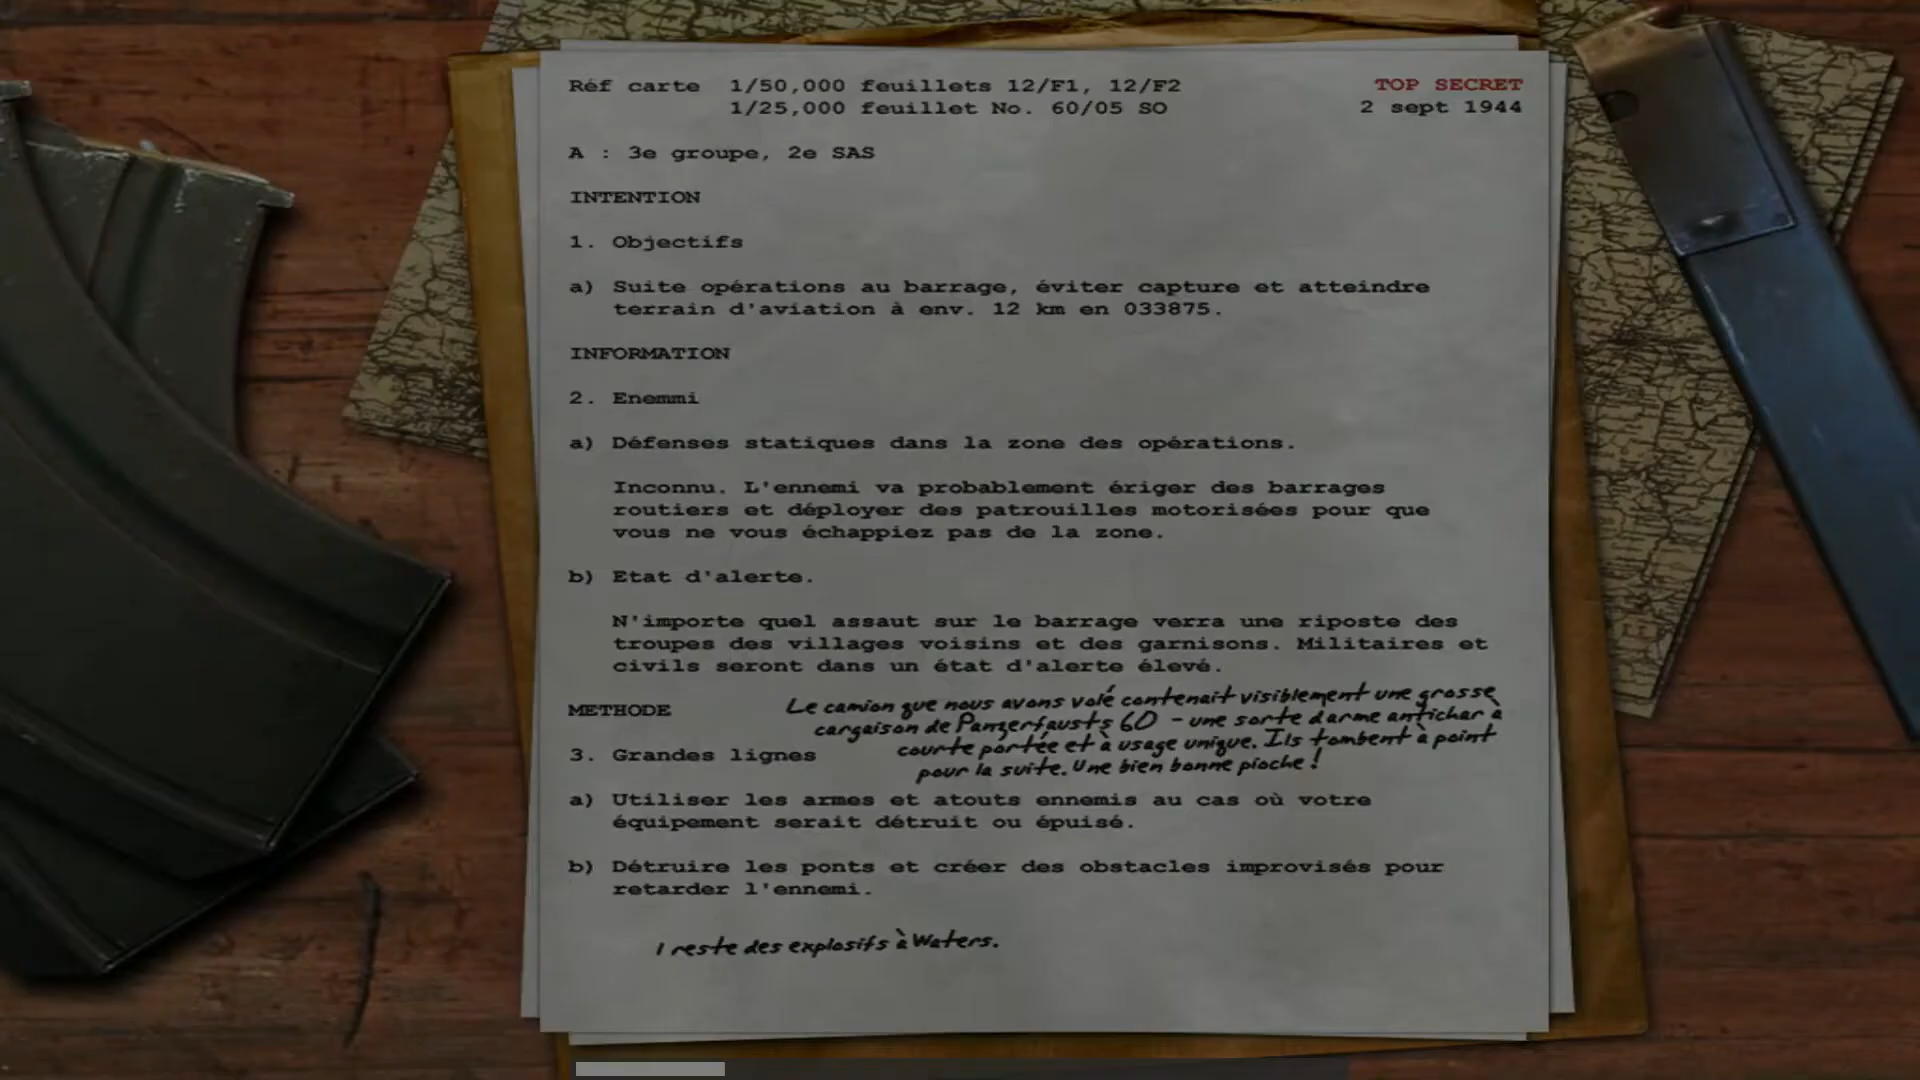 Réf carte 1/50,000 feuillets 12/F1, 12/F2 TOP SECRET
1/25,000 feuillet No. 60/05 SO 2 sept 1944
A : 3e groupe, 2e SAS
INTENTION
1. Objectifs
a) Suite opérations au barrage, éviter capture et atteindre
terrain d'aviation à env. 12 km en 033875.
INFORMATION
2. Enemmi
a) Défenses statiques dans la zone des opérations.
Inconnu. L'ennemi va probablement ériger des barrages
routiers et déployer des patrouilles motorisées pour que
vous ne vous échappiez pas de la zone.
b) Etat d'alerte.
N'importe quel assaut sur le barrage verra une riposte des
troupes des villages voisins et des garnisons. Militaires et
civils seront dans un état d'alerte élevé.
Le camion que nous avons volé contenait visiblement une grosse
cargaison de Panzerfausts 60 - une sorte darme antichar à
courte portée et à usage unique. Ils tombent à point
pour la suite. Une bien bonne pioche !
METHODE
3. Grandes lignes
a) Utiliser les armes et atouts ennemis au cas où votre
équipement serait détruit ou épuisé.
b) Détruire les ponts et créer des obstacles improvisés pour
retarder l'ennemi.
I reste des explosifs à Waters.